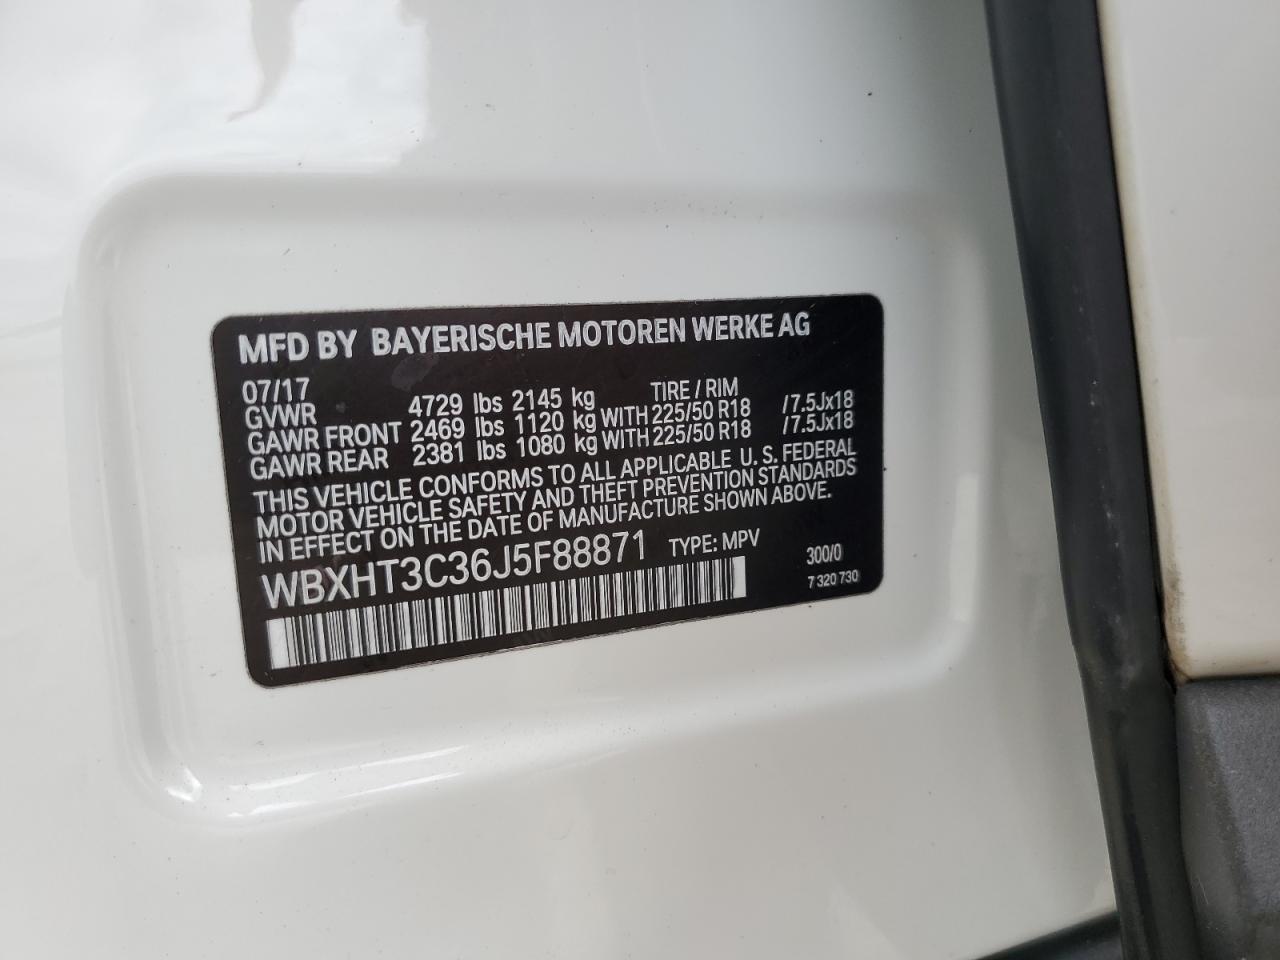 MFD BY BAYERISCHE MOTOREN WERKE AG
07/17 TIRE / RIM
GVWR 4729 lbs 2145 kg
GAWR FRONT 2469 lbs 1120 kg WITH 225/50 R18 /7.5Jx18
GAWR REAR 2381 lbs 1080 kg WITH 225/50 R18 /7.5Jx18
THIS VEHICLE CONFORMS TO ALL APPLICABLE U. S. FEDERAL
MOTOR VEHICLE SAFETY AND THEFT PREVENTION STANDARDS
IN EFFECT ON THE DATE OF MANUFACTURE SHOWN ABOVE.
WBXHT3C36J5F88871 TYPE: MPV 300/0
7 320 730